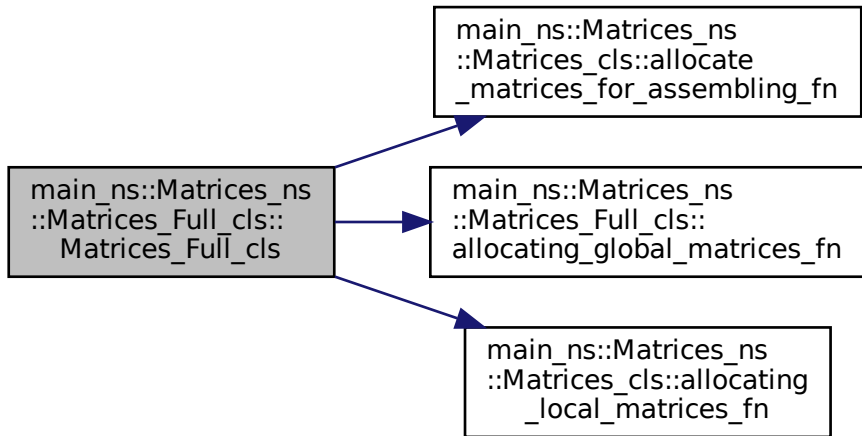 main_ns::Matrices_ns
::Matrices_cls::allocate
_matrices_for_assembling_fn
main_ns::Matrices_ns
::Matrices_Full_cls::
Matrices_Full_cls
main_ns::Matrices_ns
::Matrices_Full_cls::
allocating_global_matrices_fn
main_ns::Matrices_ns
::Matrices_cls::allocating
_local_matrices_fn